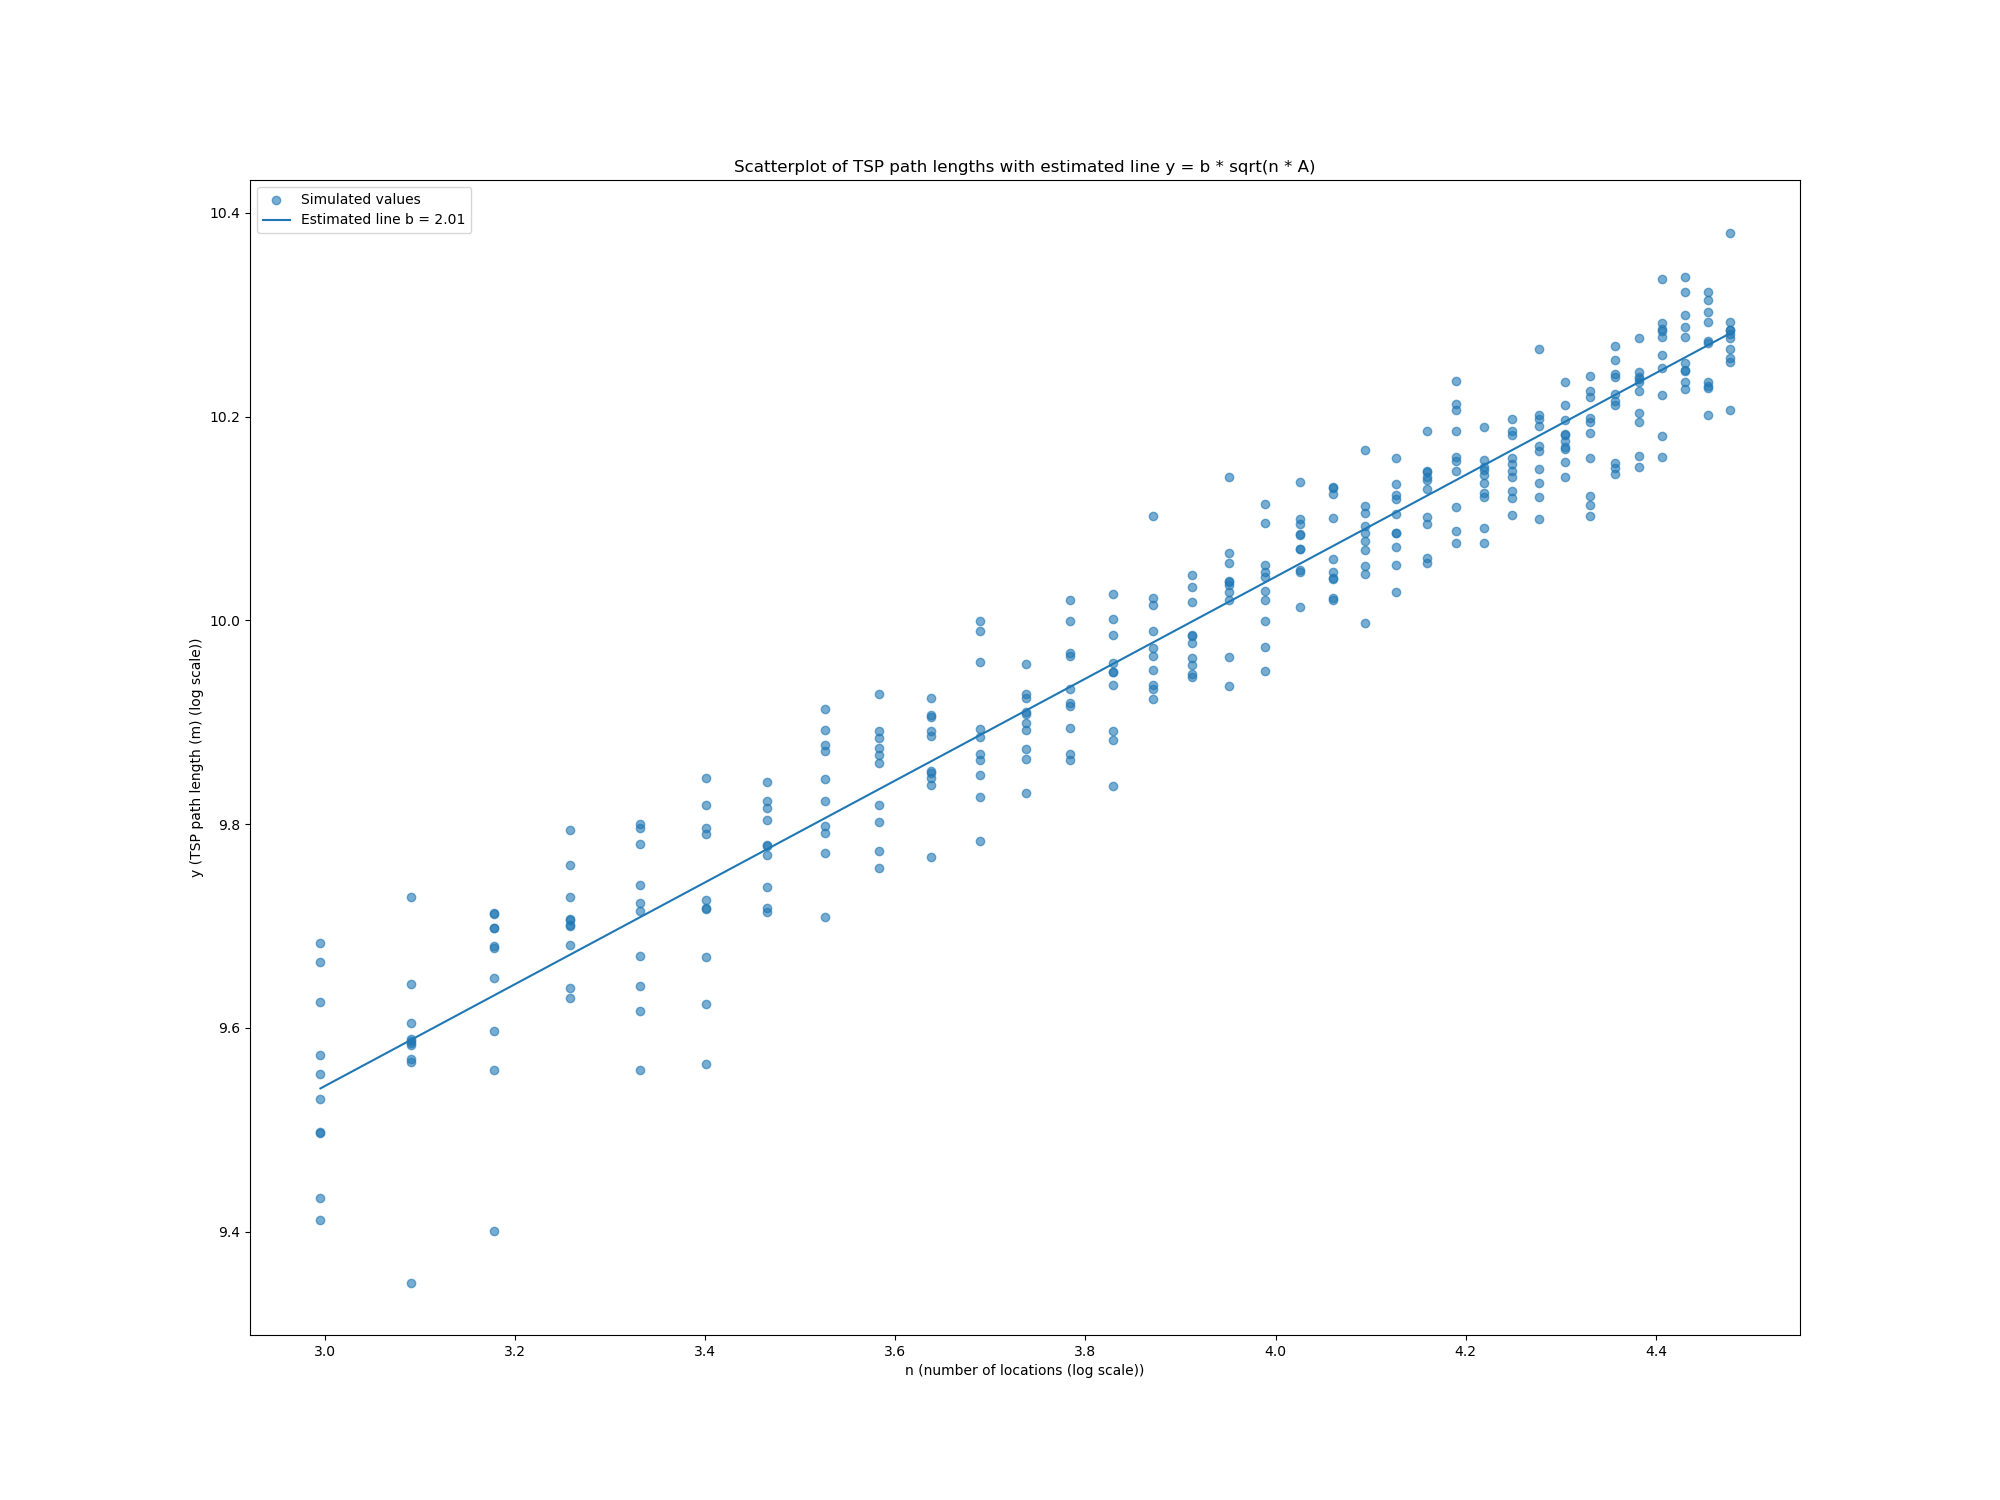 Scatterplot of TSP path lengths with estimated line y = b * sqrt(n * A)
Simulated values
Estimated line b = 2.01
10.4
10.2
10.0
9.8
9.6
9.4
y (TSP path length (m) (log scale))
3.0 3.2 3.4 3.6 3.8 4.0 4.2 4.4
n (number of locations (log scale))